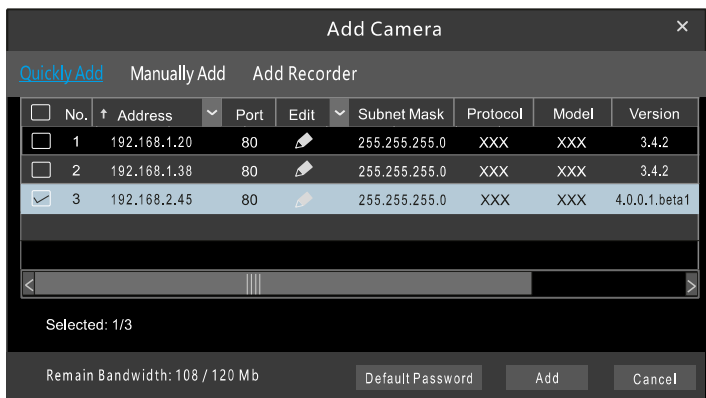 Add Camera ×
Quickly Add Manually Add Add Recorder
No. ↑ Address Port Edit Subnet Mask Protocol Model Version
1 192.168.1.20 80 255.255.255.0 XXX XXX 3.4.2
2 192.168.1.38 80 255.255.255.0 XXX XXX 3.4.2
3 192.168.2.45 80 255.255.255.0 XXX XXX 4.0.0.1.beta1
Selected: 1/3
Remain Bandwidth: 108 / 120 Mb Default Password Add Cancel